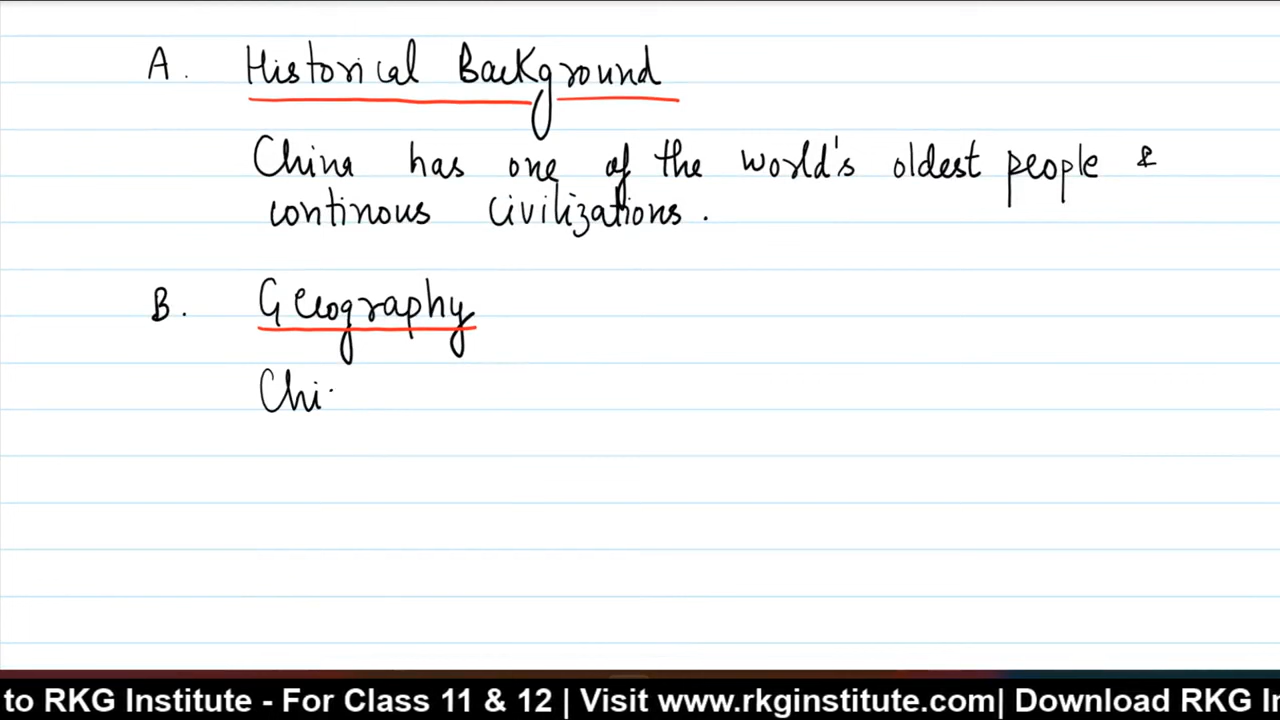 A. Historical Background
China has one of the world's oldest people &
continous civilizations.
B. Geography
Chi
to RKG Institute - For Class 11 & 12 | Visit www.rkginstitute.com| Download RKG In